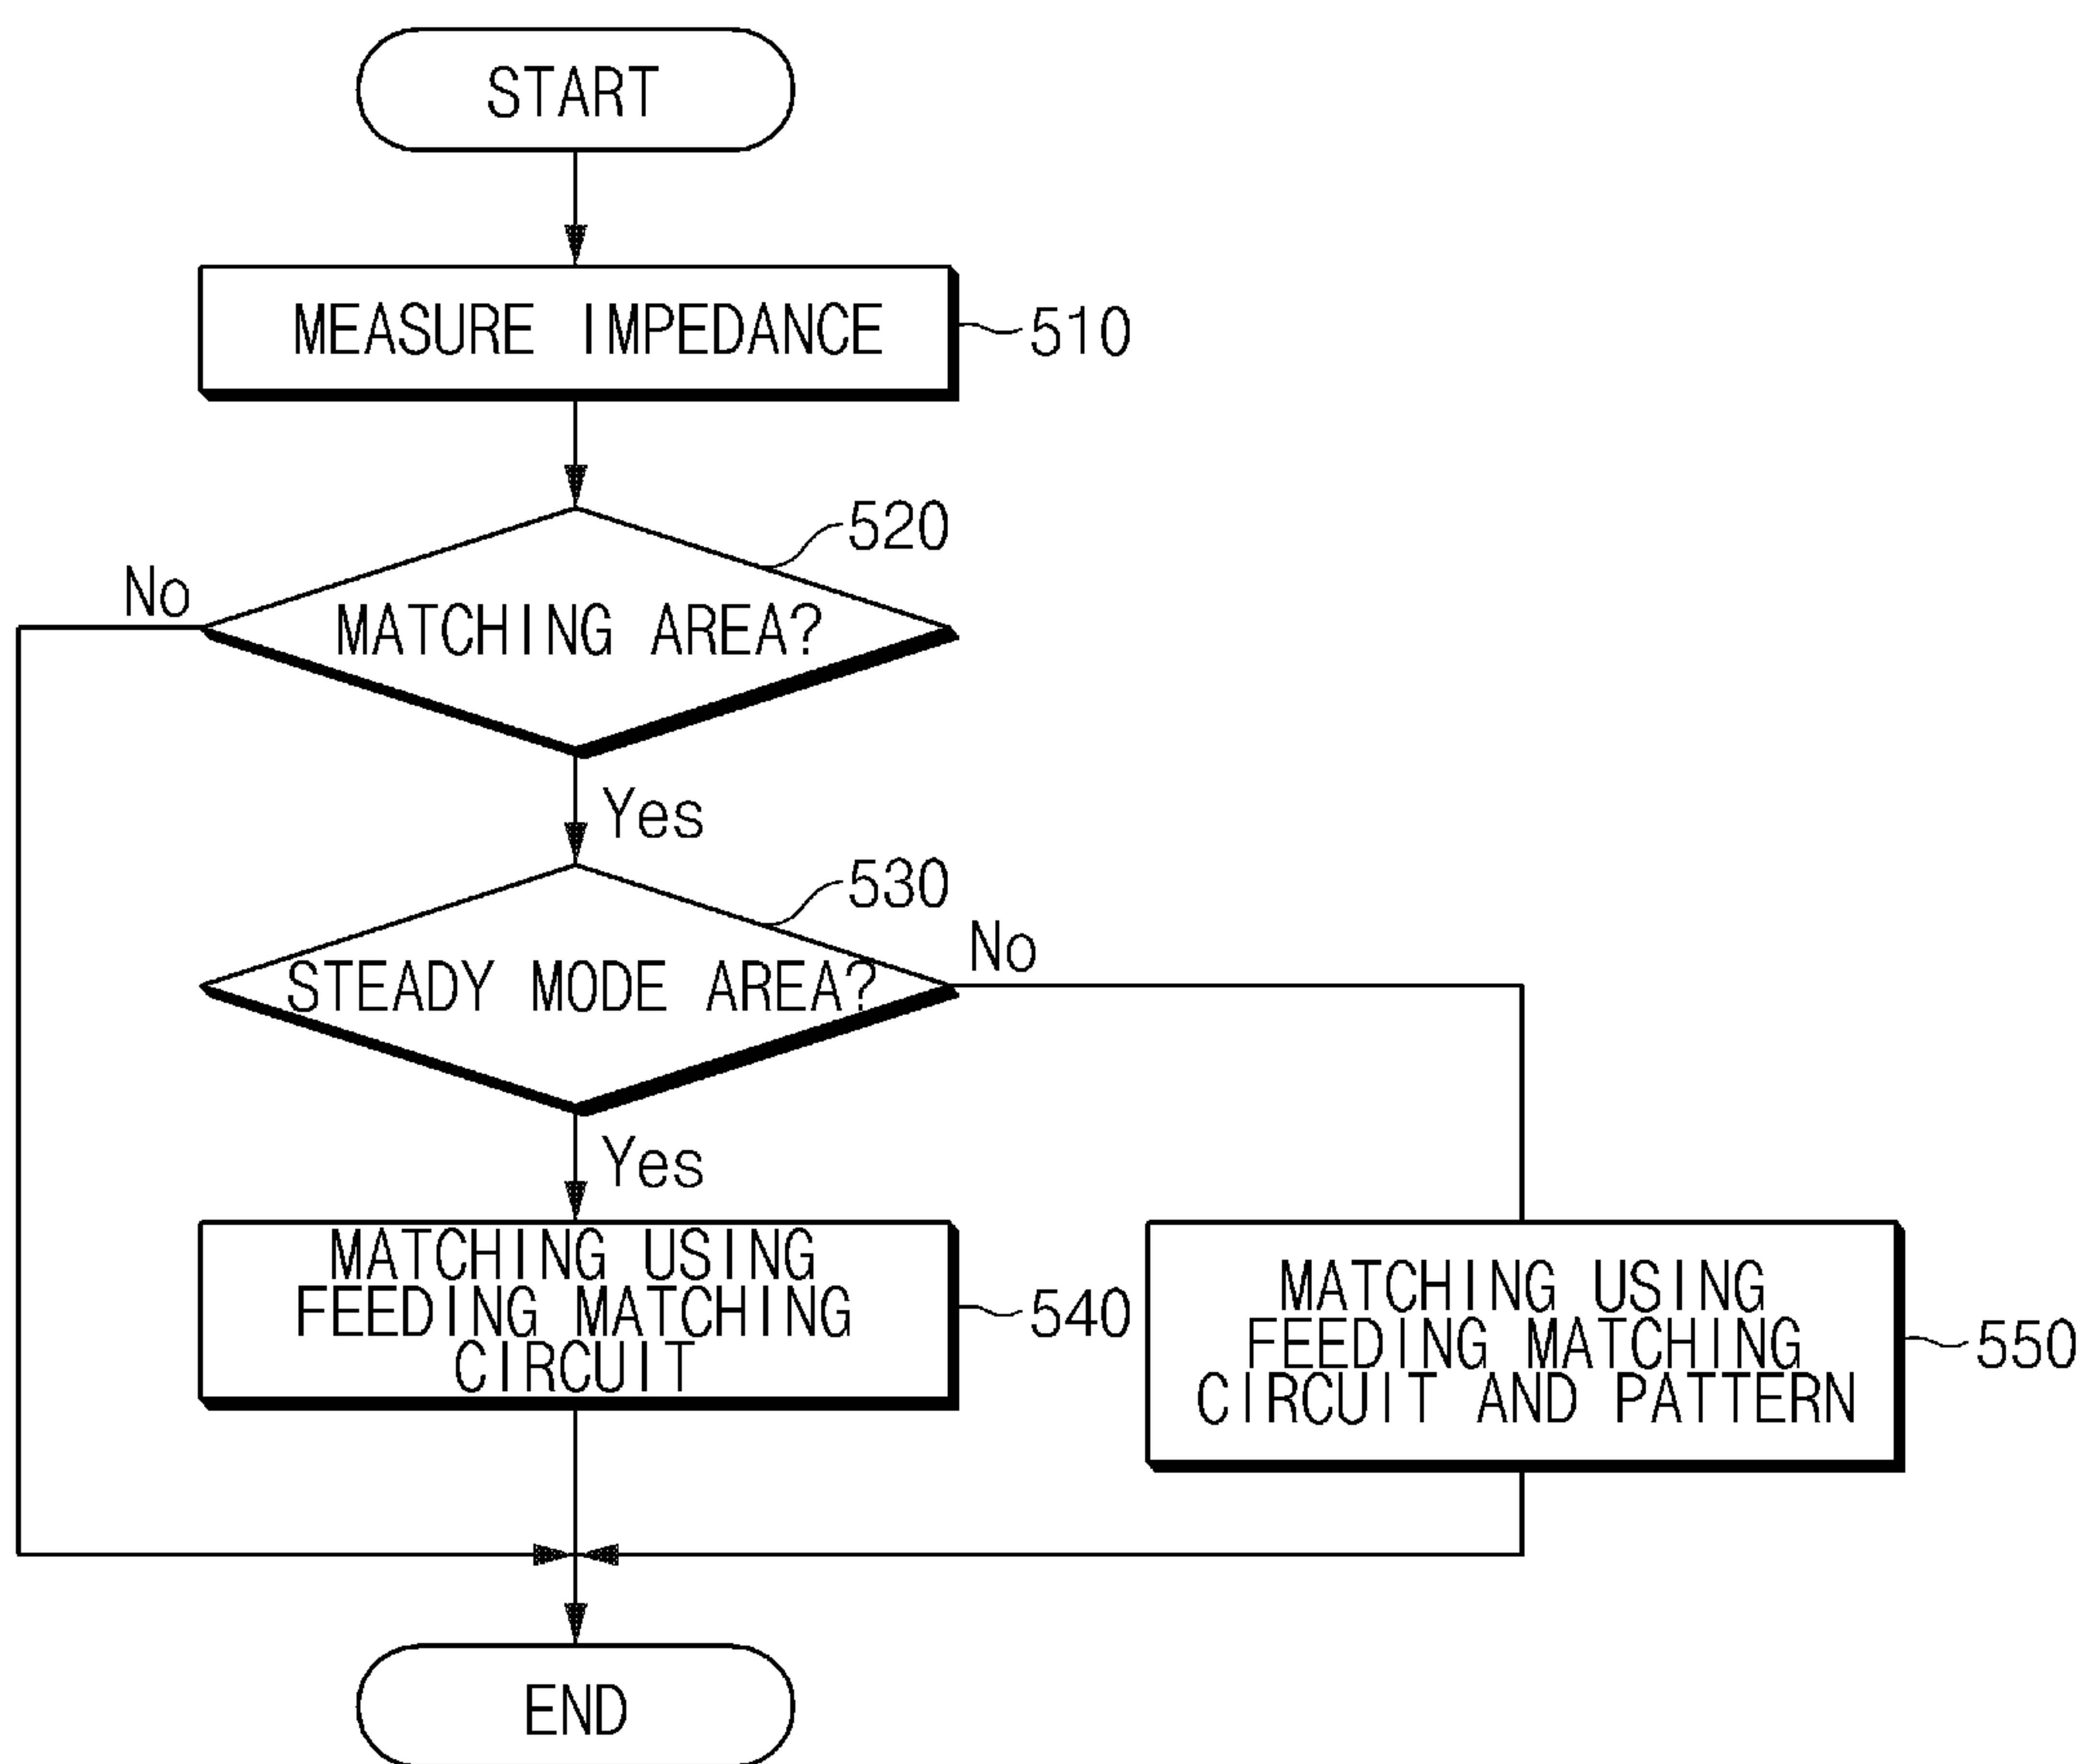 START
MEASURE IMPEDANCE
510
520
No
MATCHING AREA?
Yes
530
No
STEADY MODE AREA?
Yes
MATCHING USING
FEEDING MATCHING
CIRCUIT
540
MATCHING USING
FEEDING MATCHING
CIRCUIT AND PATTERN
550
END